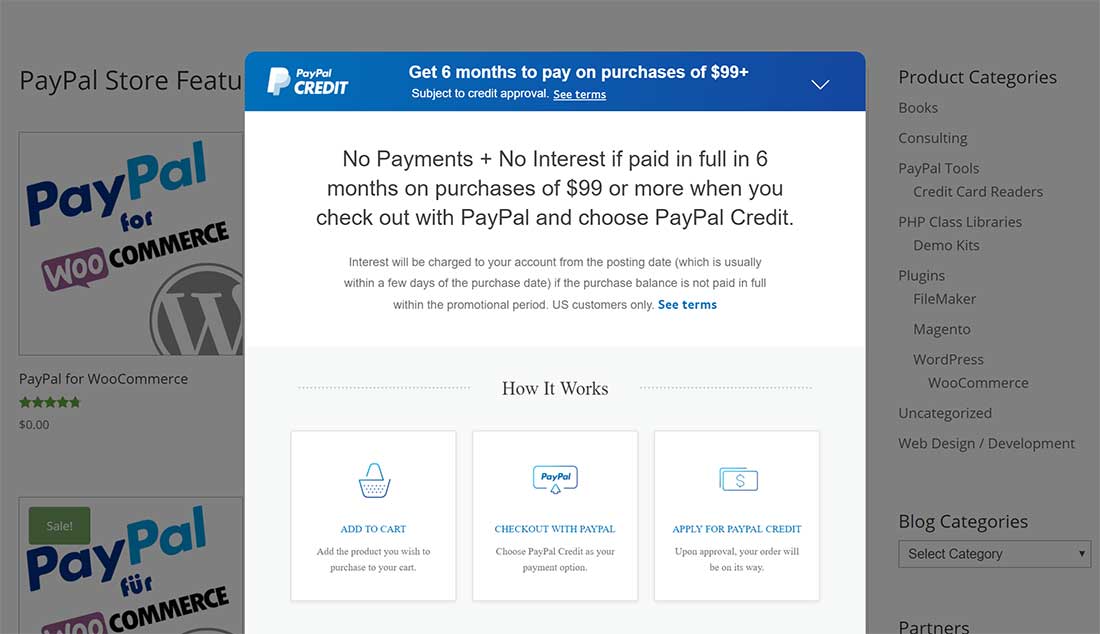 PayPal Store Featu
PayPal
for
WOO COMMERCE
W
PayPal for WooCommerce
$0.00
Sale!
PayPal
für
WOO COMMERCE
PayPal
CREDIT
Get 6 months to pay on purchases of $99+
Subject to credit approval. See terms
No Payments + No Interest if paid in full in 6
months on purchases of $99 or more when you
check out with PayPal and choose PayPal Credit.
Interest will be charged to your account from the posting date (which is usually
within a few days of the purchase date) if the purchase balance is not paid in full
within the promotional period. US customers only. See terms
How It Works
ADD TO CART
Add the product you wish to
purchase to your cart.
PayPal
CHECKOUT WITH PAYPAL
Choose PayPal Credit as your
payment option.
$
APPLY FOR PAYPAL CREDIT
Upon approval, your order will
be on its way.
Product Categories
Books
Consulting
PayPal Tools
Credit Card Readers
PHP Class Libraries
Demo Kits
Plugins
FileMaker
Magento
WordPress
WooCommerce
Uncategorized
Web Design / Development
Blog Categories
Select Category
Partners